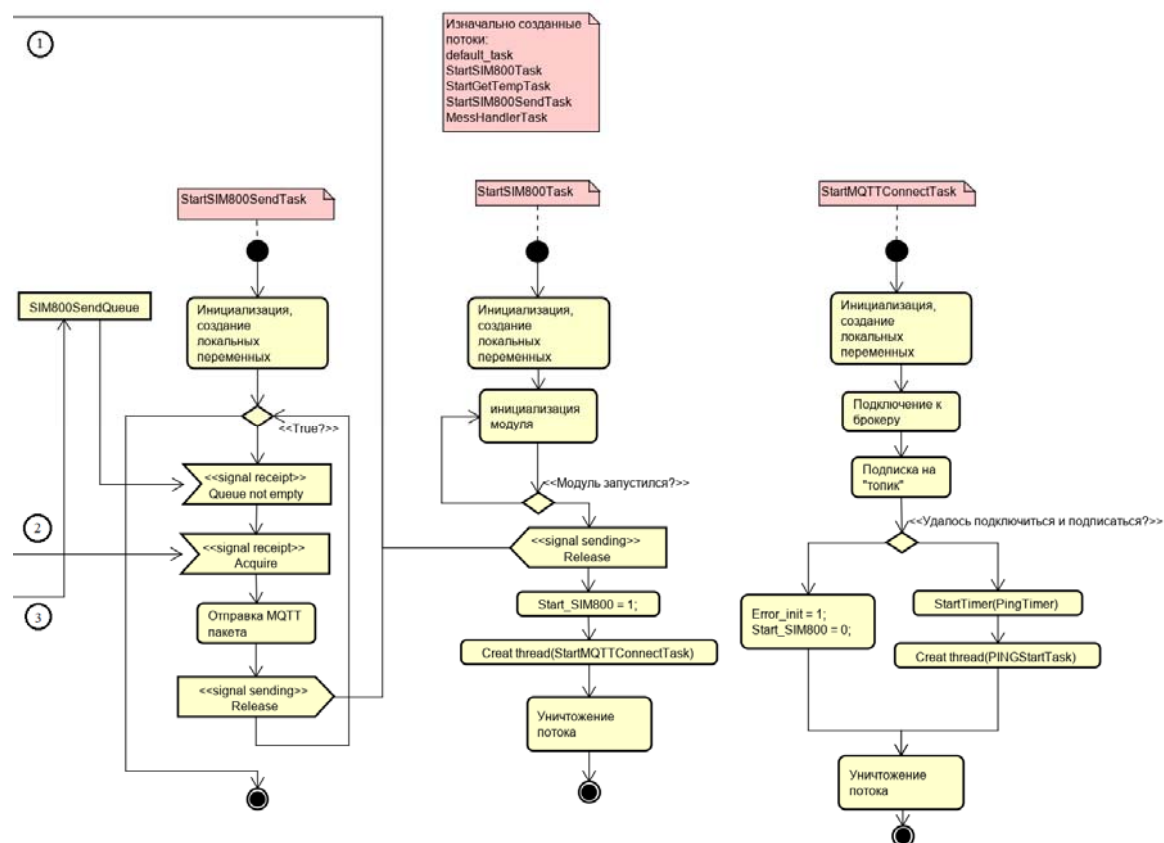 1
Изначально созданные
потоки:
default_task
StartSIM800Task
StartGetTempTask
StartSIM800SendTask
MessHandlerTask
StartSIM800SendTask
SIM800SendQueue
Инициализация,
создание
локальных
переменных
<<True?>>
<<signal receipt>>
Queue not empty
2
<<signal receipt>>
Acquire
3
Отправка MQTT
пакета
<<signal sending>>
Release
StartSIM800Task
Инициализация,
создание
локальных
переменных
инициализация
модуля
<<Модуль запустился?>>
<<signal sending>>
Release
Start_SIM800 = 1;
Creat thread(StartMQTTConnectTask)
Уничтожение
потока
StartMQTTConnectTask
Инициализация,
создание
локальных
переменных
Подключение к
брокеру
Подписка на
"топик"
<<Удалось подключиться и подписаться?>>
Error_init = 1;
Start_SIM800 = 0;
StartTimer(PingTimer)
Creat thread(PINGStartTask)
Уничтожение
потока